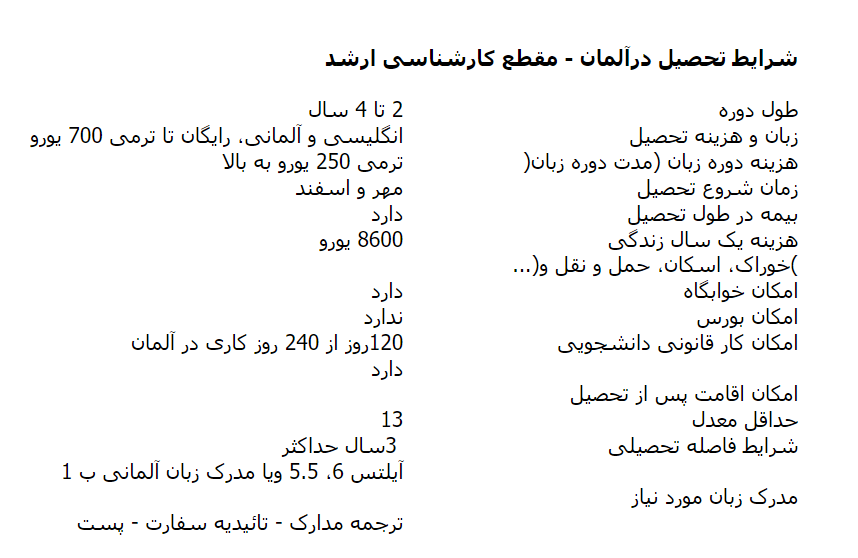 شرایط تحصیل درآلمان - مقطع کارشناسی ارشد
طول دوره 2 تا 4 سال
زبان و هزینه تحصیل انگلیسی و آلمانی، رایگان تا ترمی 700 یورو
هزینه دوره زبان (مدت دوره زبان( ترمی 250 یورو به بالا
زمان شروع تحصیل مهر و اسفند
بیمه در طول تحصیل دارد
هزینه یک سال زندگی 8600 یورو
)خوراک، اسکان، حمل و نقل و(...
امکان خوابگاه دارد
امکان بورس ندارد
امکان کار قانونی دانشجویی 120روز از 240 روز کاری در آلمان
دارد
امکان اقامت پس از تحصیل
حداقل معدل 13
شرایط فاصله تحصیلی 3سال حداکثر
آیلتس 6، 5.5 ویا مدرک زبان آلمانی ب 1
مدرک زبان مورد نیاز
ترجمه مدارک - تائیدیه سفارت - پست